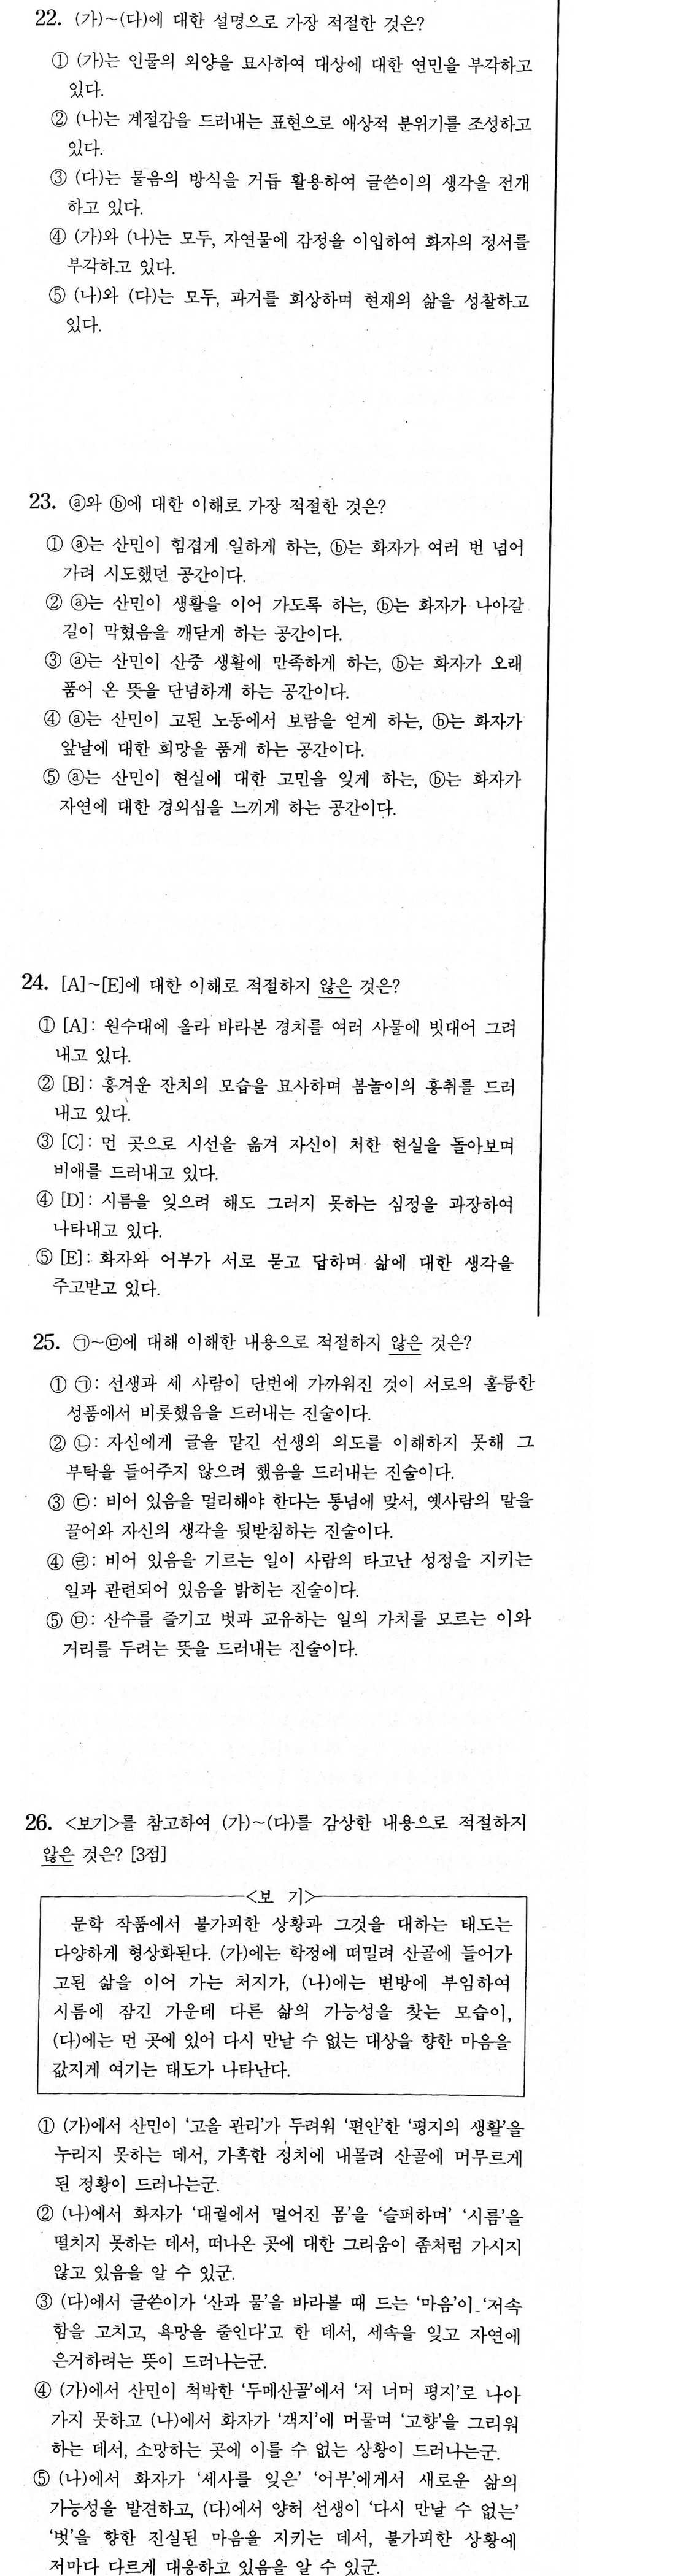 22. (가)~(다)에 대한 설명으로 가장 적절한 것은?
① (가)는 인물의 외양을 묘사하여 대상에 대한 연민을 부각하고
있다.
② (나)는 계절감을 드러내는 표현으로 애상적 분위기를 조성하고
있다.
③ (다)는 물음의 방식을 거듭 활용하여 글쓴이의 생각을 전개
하고 있다.
④ (가)와 (나)는 모두, 자연물에 감정을 이입하여 화자의 정서를
부각하고 있다.
⑤ (나)와 (다)는 모두, 과거를 회상하며 현재의 삶을 성찰하고
있다.
23. ⓐ와 ⓑ에 대한 이해로 가장 적절한 것은?
① ⓐ는 산민이 힘겹게 일하게 하는, ⓑ는 화자가 여러 번 넘어
가려 시도했던 공간이다.
② ⓐ는 산민이 생활을 이어 가도록 하는, ⓑ는 화자가 나아갈
길이 막혔음을 깨닫게 하는 공간이다.
③ ⓐ는 산민이 산중 생활에 만족하게 하는, ⓑ는 화자가 오래
품어 온 뜻을 단념하게 하는 공간이다.
④ ⓐ는 산민이 고된 노동에서 보람을 얻게 하는, ⓑ는 화자가
앞날에 대한 희망을 품게 하는 공간이다.
⑤ ⓐ는 산민이 현실에 대한 고민을 잊게 하는, ⓑ는 화자가
자연에 대한 경외심을 느끼게 하는 공간이다.
24. [A]~[E]에 대한 이해로 적절하지 않은 것은?
① [A]: 원수대에 올라 바라본 경치를 여러 사물에 빗대어 그려
내고 있다.
② [B]: 흥겨운 잔치의 모습을 묘사하며 봄놀이의 흥취를 드러
내고 있다.
③ [C]: 먼 곳으로 시선을 옮겨 자신이 처한 현실을 돌아보며
비애를 드러내고 있다.
④ [D]: 시름을 잊으려 해도 그러지 못하는 심정을 과장하여
나타내고 있다.
⑤ [E]: 화자와 어부가 서로 묻고 답하며 삶에 대한 생각을
주고받고 있다.
25. ㉠~㉤에 대해 이해한 내용으로 적절하지 않은 것은?
① ㉠: 선생과 세 사람이 단번에 가까워진 것이 서로의 훌륭한
성품에서 비롯했음을 드러내는 진술이다.
② ㉡: 자신에게 글을 맡긴 선생의 의도를 이해하지 못해 그
부탁을 들어주지 않으려 했음을 드러내는 진술이다.
③ ㉢: 비어 있음을 멀리해야 한다는 통념에 맞서, 옛사람의 말을
끌어와 자신의 생각을 뒷받침하는 진술이다.
④ ㉣: 비어 있음을 기르는 일이 사람의 타고난 성정을 지키는
일과 관련되어 있음을 밝히는 진술이다.
⑤ ㉤: 산수를 즐기고 벗과 교유하는 일의 가치를 모르는 이와
거리를 두려는 뜻을 드러내는 진술이다.
26. <보기>를 참고하여 (가)~(다)를 감상한 내용으로 적절하지
않은 것은? [3점]
<보 기>
문학 작품에서 불가피한 상황과 그것을 대하는 태도는
다양하게 형상화된다. (가)에는 학정에 떠밀려 산골에 들어가
고된 삶을 이어 가는 처지가, (나)에는 변방에 부임하여
시름에 잠긴 가운데 다른 삶의 가능성을 찾는 모습이,
(다)에는 먼 곳에 있어 다시 만날 수 없는 대상을 향한 마음을
값지게 여기는 태도가 나타난다.
① (가)에서 산민이 '고을 관리'가 두려워 '편안'한 '평지의 생활'을
누리지 못하는 데서, 가혹한 정치에 내몰려 산골에 머무르게
된 정황이 드러나는군.
② (나)에서 화자가 '대궐에서 멀어진 몸'을 '슬퍼하며' '시름'을
떨치지 못하는 데서, 떠나온 곳에 대한 그리움이 좀처럼 가시지
않고 있음을 알 수 있군.
③ (다)에서 글쓴이가 '산과 물'을 바라볼 때 드는 '마음'이 '저속
함을 고치고, 욕망을 줄인다'고 한 데서, 세속을 잊고 자연에
은거하려는 뜻이 드러나는군.
④ (가)에서 산민이 척박한 '두메산골'에서 '저 너머 평지'로 나아
가지 못하고 (나)에서 화자가 '객지'에 머물며 '고향'을 그리워
하는 데서, 소망하는 곳에 이를 수 없는 상황이 드러나는군.
⑤ (나)에서 화자가 '세사를 잊은' '어부'에게서 새로운 삶의
가능성을 발견하고, (다)에서 양허 선생이 '다시 만날 수 없는'
'벗'을 향한 진실된 마음을 지키는 데서, 불가피한 상황에
저마다 다르게 대응하고 있음을 알 수 있군.